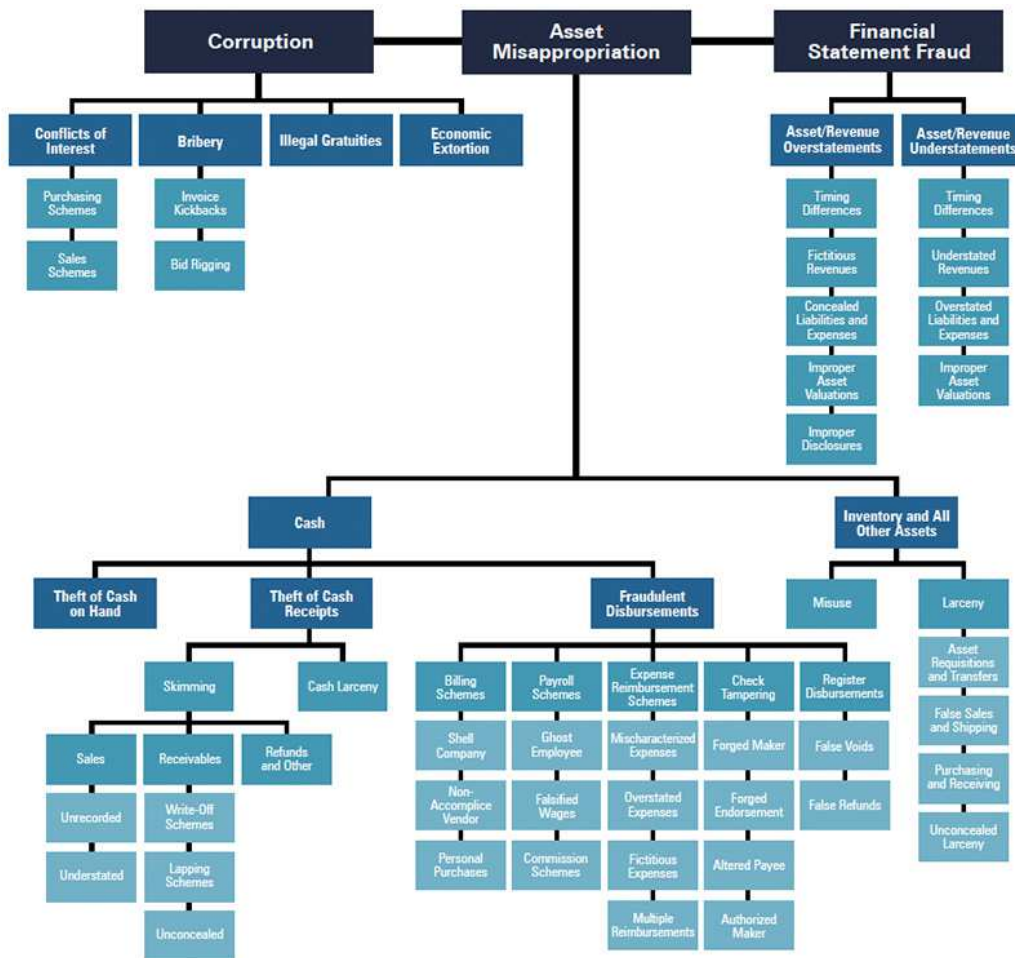 Corruption
Asset
Misappropriation
Financial
Statement Fraud
Conflicts of
Interest
Bribery
Illegal Gratuities
Economic
Extortion
Asset/Revenue
Overstatements
Asset/Revenue
Understatements
Purchasing
Schemes
Invoice
Kickbacks
Timing
Differences
Timing
Differences
Sales
Schemes
Bid Rigging
Fictitious
Revenues
Understated
Revenues
Concealed
Liabilities and
Expenses
Overstated
Liabilities and
Expenses
Improper
Asset
Valuations
Improper
Asset
Valuations
Improper
Disclosures
Cash
Inventory and All
Other Assets
Theft of Cash
on Hand
Theft of Cash
Receipts
Fraudulent
Disbursements
Misuse
Larceny
Skimming
Cash Larceny
Billing
Schemes
Payroll
Schemes
Expense
Reimbursement
Schemes
Check
Tampering
Register
Disbursements
Asset
Requisitions
and Transfers
Sales
Receivables
Refunds
and Other
Shell
Company
Ghost
Employee
Mischaracterized
Expenses
Forged Maker
False Voids
False Sales
and Shipping
Unrecorded
Write-Off
Schemes
Non-
Accomplice
Vendor
Falsified
Wages
Overstated
Expenses
Forged
Endorsement
False Refunds
Purchasing
and Receiving
Understated
Lapping
Schemes
Personal
Purchases
Commission
Schemes
Fictitious
Expenses
Altered Payee
Unconcealed
Larceny
Unconcealed
Multiple
Reimbursements
Authorized
Maker